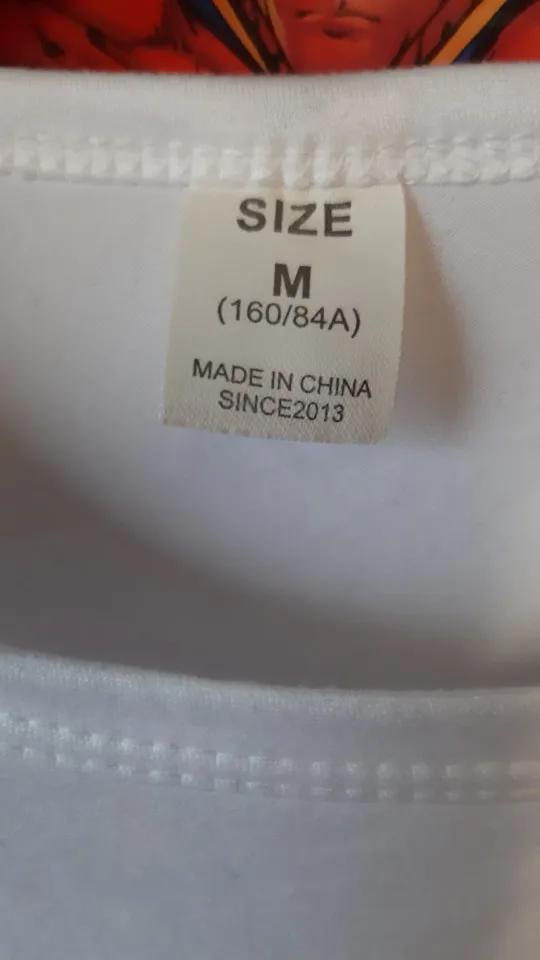 SIZE
M
(160/84A)
MADE IN CHINA
SINCE2013